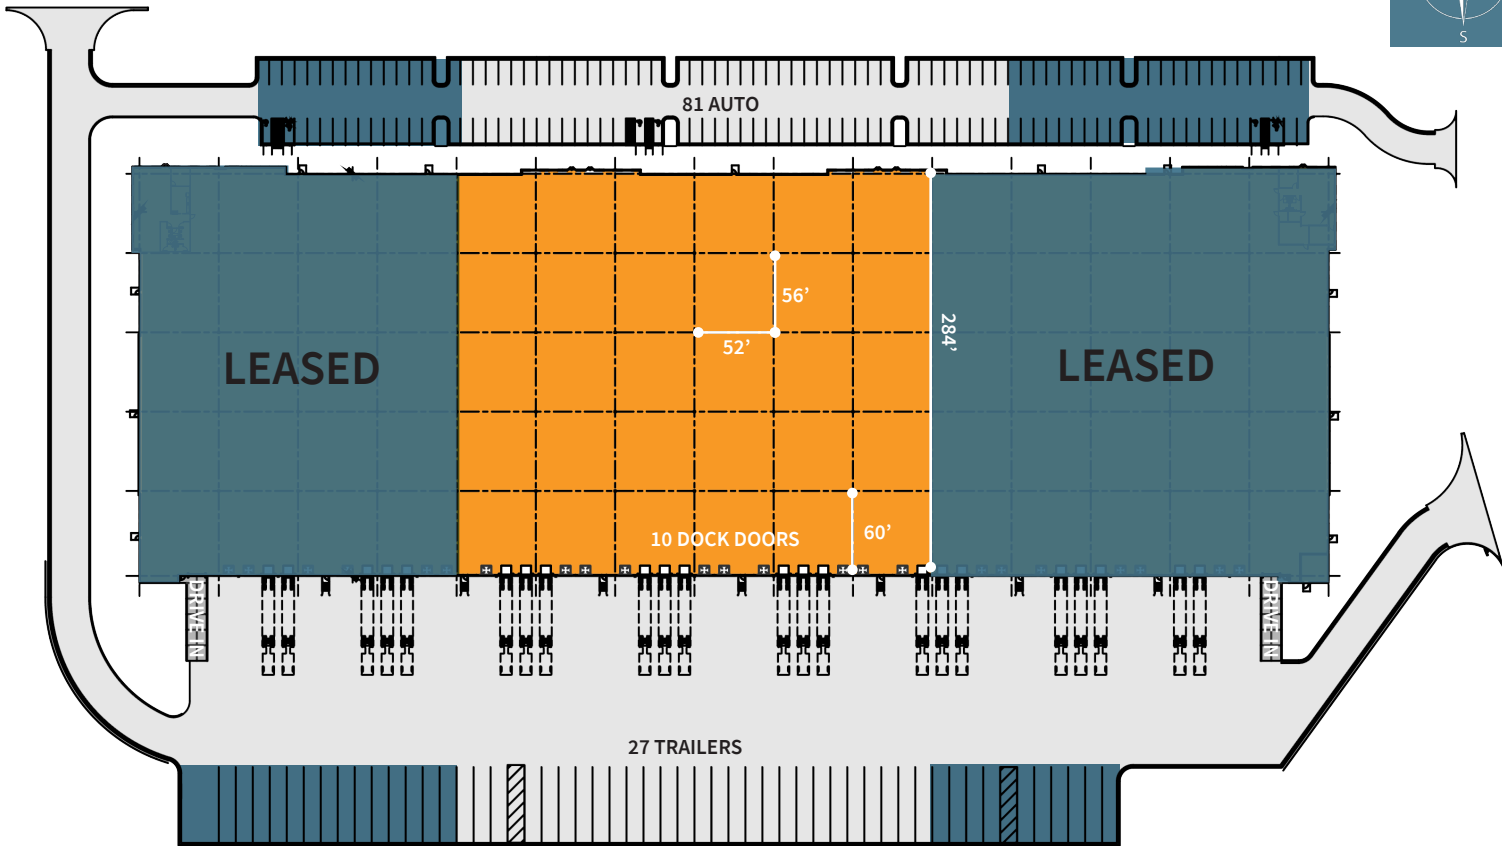 S
81 AUTO
56’
52’
284’
LEASED
LEASED
10 DOCK DOORS
60’
DRIVE IN
DRIVE IN
27 TRAILERS